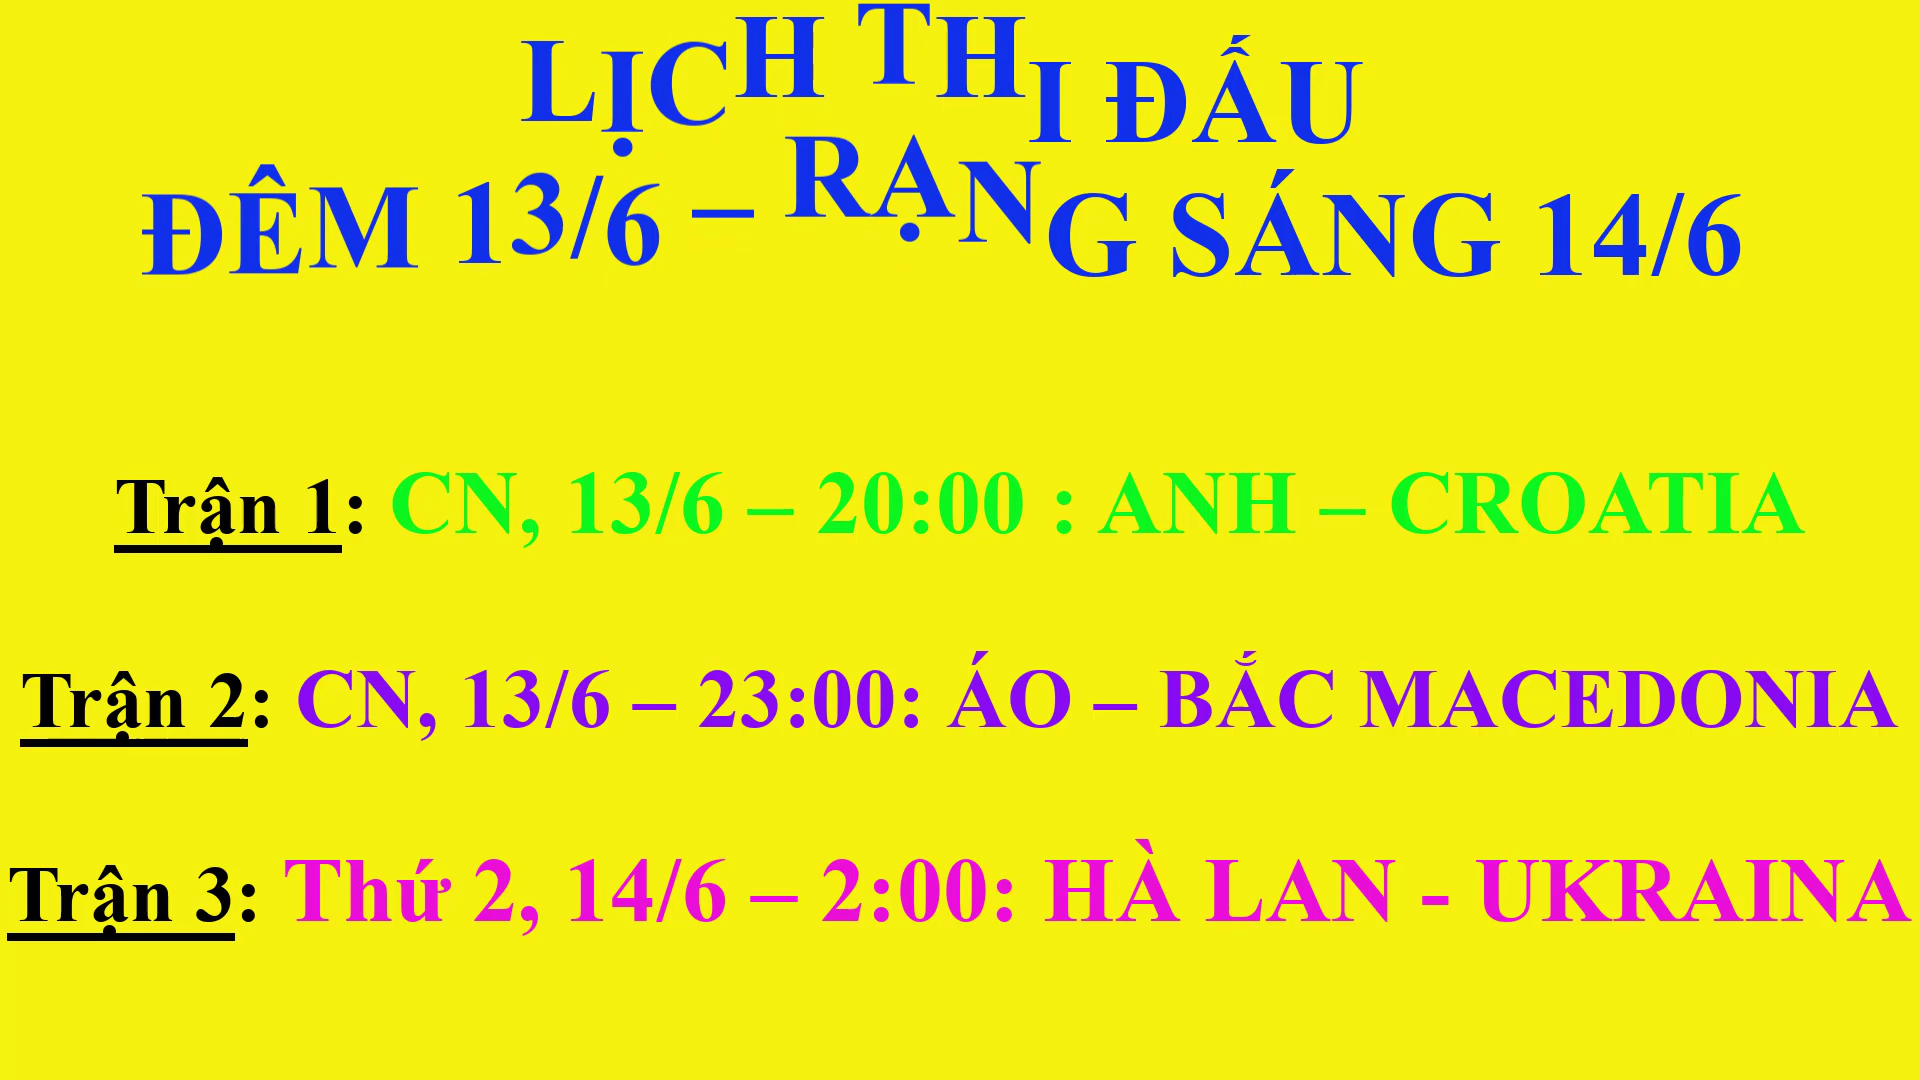 LỊCH THI ĐẤU
ĐÊM 13/6 – RẠNG SÁNG 14/6
Trận 1: CN, 13/6 – 20:00 : ANH – CROATIA
Trận 2: CN, 13/6 – 23:00: ÁO – BẮC MACEDONIA
Trận 3: Thứ 2, 14/6 – 2:00: HÀ LAN - UKRAINA